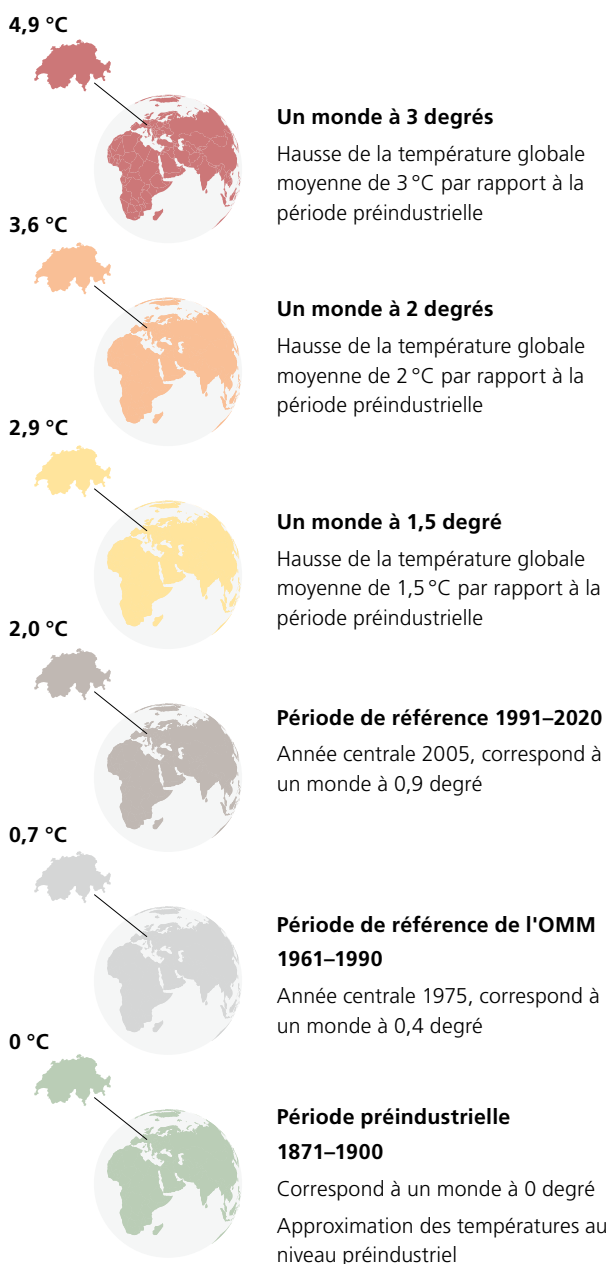 4,9 °C
Un monde à 3 degrés
Hausse de la température globale
moyenne de 3 °C par rapport à la
période préindustrielle
3,6 °C
Un monde à 2 degrés
Hausse de la température globale
moyenne de 2 °C par rapport à la
période préindustrielle
2,9 °C
Un monde à 1,5 degré
Hausse de la température globale
moyenne de 1,5 °C par rapport à la
période préindustrielle
2,0 °C
Période de référence 1991–2020
Année centrale 2005, correspond à
un monde à 0,9 degré
0,7 °C
Période de référence de l'OMM
1961–1990
Année centrale 1975, correspond à
un monde à 0,4 degré
0 °C
Période préindustrielle
1871–1900
Correspond à un monde à 0 degré
Approximation des températures au
niveau préindustriel